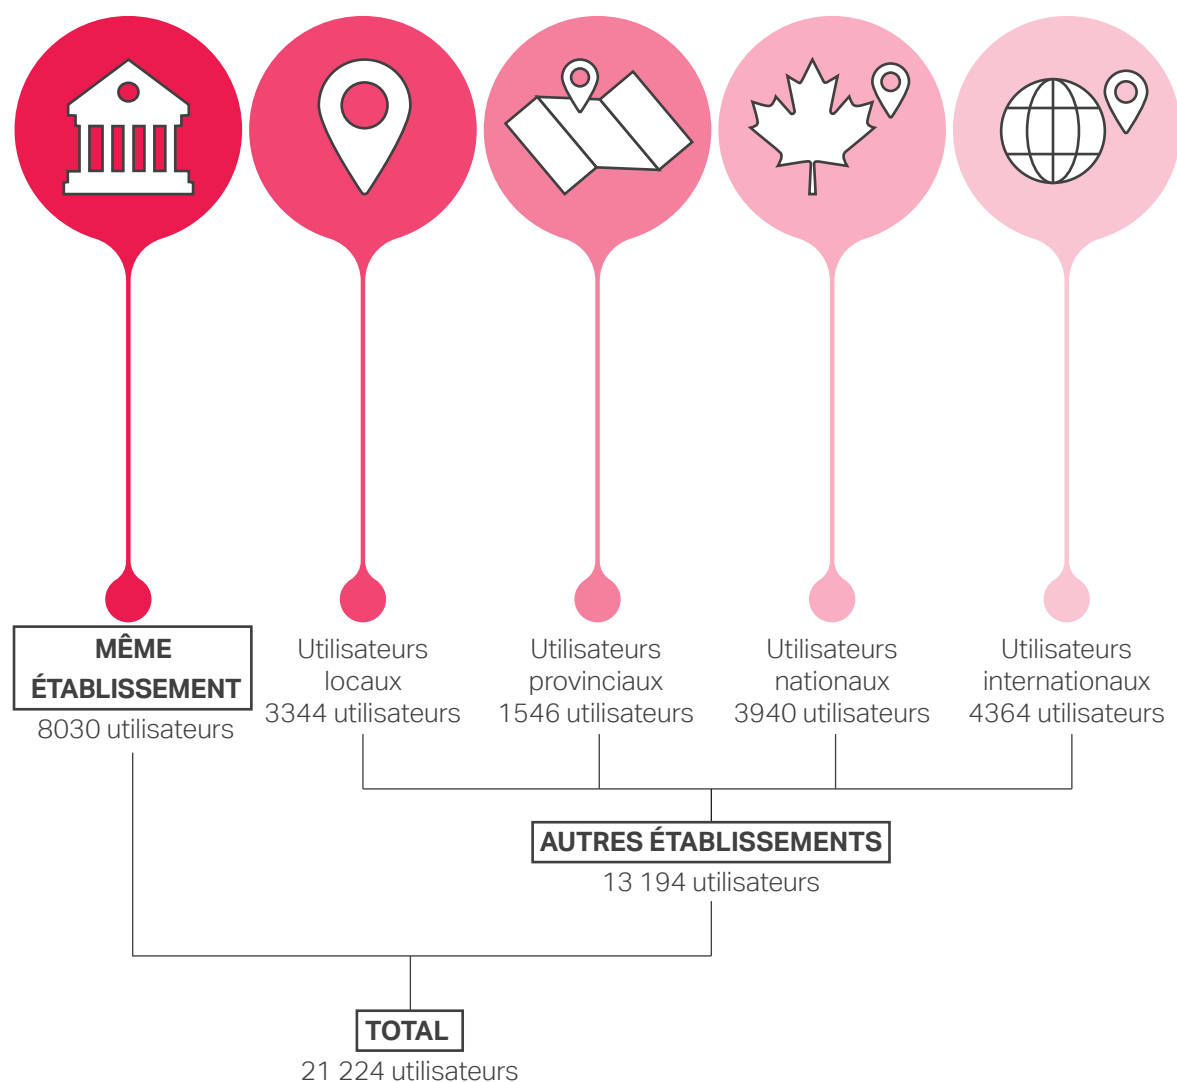 MÊME
ÉTABLISSEMENT
8030 utilisateurs
Utilisateurs
locaux
3344 utilisateurs
Utilisateurs
provinciaux
1546 utilisateurs
Utilisateurs
nationaux
3940 utilisateurs
Utilisateurs
internationaux
4364 utilisateurs
AUTRES ÉTABLISSEMENTS
13 194 utilisateurs
TOTAL
21 224 utilisateurs